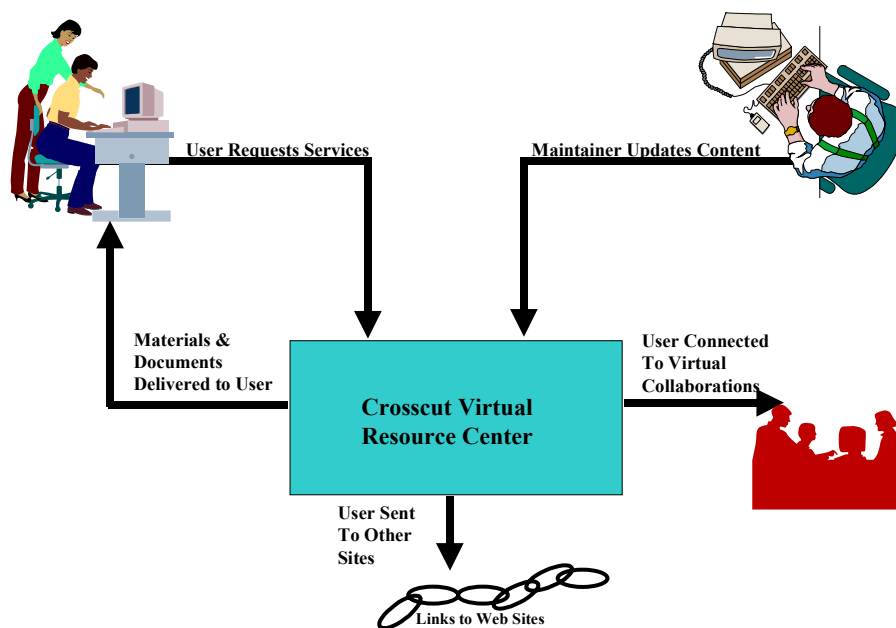 User Requests Services
Maintainer Updates Content
Materials &
Documents
Delivered to User
User Connected
To Virtual
Collaborations
Crosscut Virtual
Resource Center
User Sent
To Other
Sites
Links to Web Sites